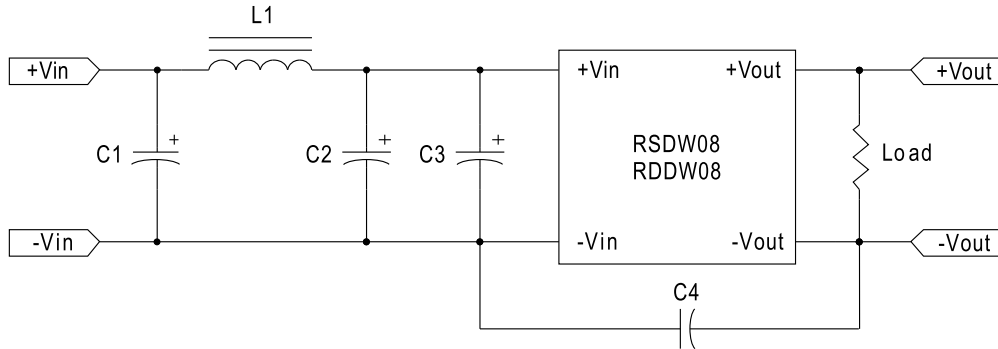 L1
+Vin
+Vin
+Vout
+Vout
C1
+
C2
+
C3
+
RSDW08
RDDW08
Load
-Vin
-Vin
-Vout
-Vout
C4